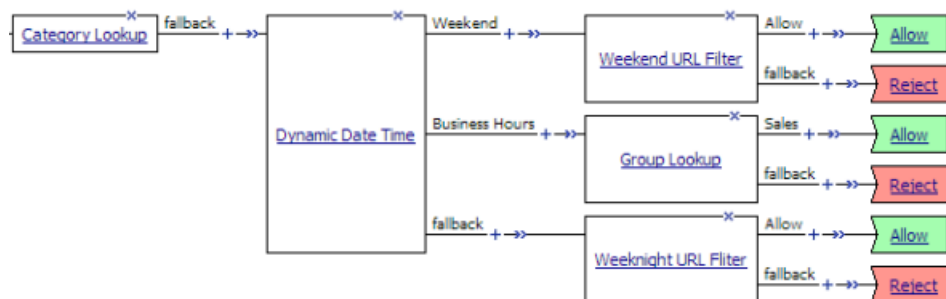 Category Lookup
fallback
Dynamic Date Time
Weekend
Weekend URL Filter
Allow
Allow
fallback
Reject
Business Hours
Group Lookup
Sales
Allow
fallback
Reject
fallback
Weeknight URL Fliter
Allow
Allow
fallback
Reject